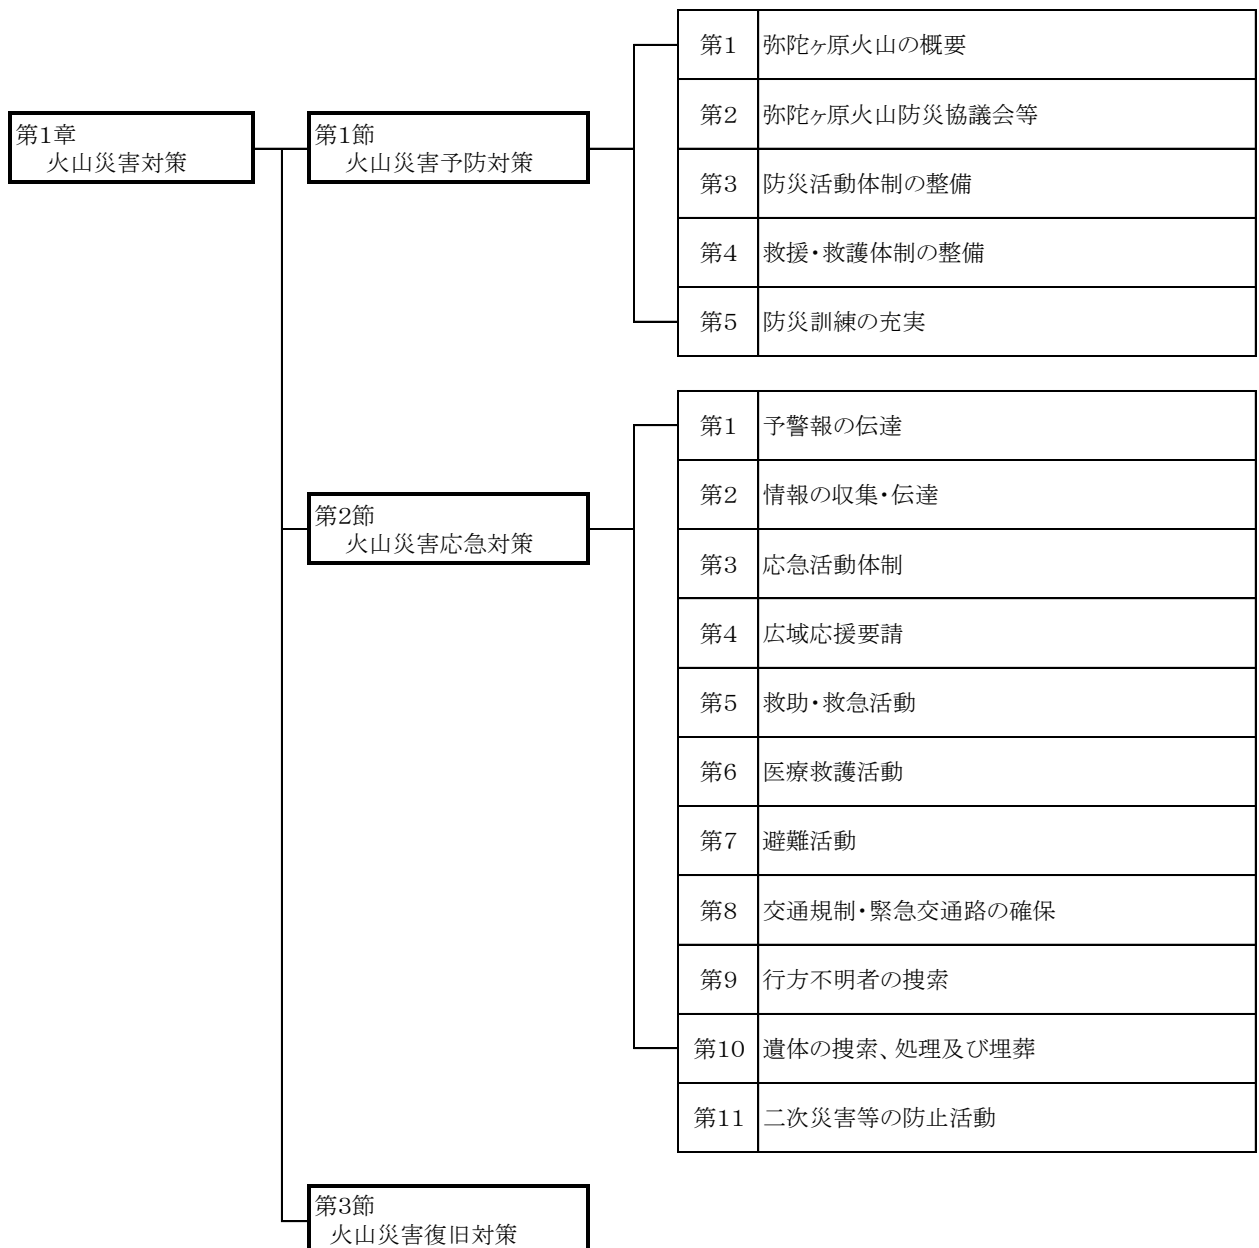 第1章
火山災害対策
第1節
火山災害予防対策
第1 弥陀ヶ原火山の概要
第2 弥陀ヶ原火山防災協議会等
第3 防災活動体制の整備
第4 救援・救護体制の整備
第5 防災訓練の充実
第2節
火山災害応急対策
第1 予警報の伝達
第2 情報の収集・伝達
第3 応急活動体制
第4 広域応援要請
第5 救助・救急活動
第6 医療救護活動
第7 避難活動
第8 交通規制・緊急交通路の確保
第9 行方不明者の捜索
第10 遺体の捜索、処理及び埋葬
第11 二次災害等の防止活動
第3節
火山災害復旧対策